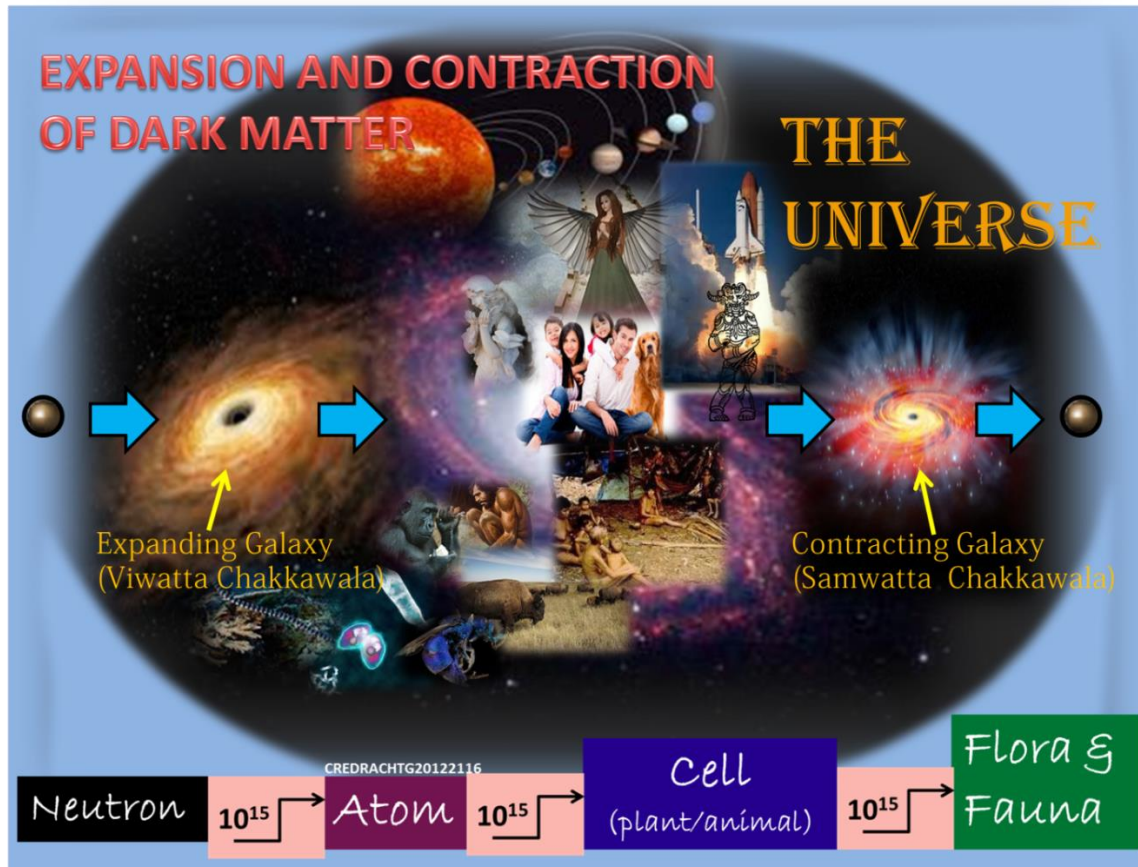 EXPANSION AND CONTRACTION
OF DARK MATTER
THE
UNIVERSE
Expanding Galaxy
(Viwatta Chakkawala)
Contracting Galaxy
(Samwatta Chakkawala)
CREDRACHTG20122116
Neutron
10¹⁵
Atom
10¹⁵
Cell
(plant/animal)
10¹⁵
Flora &
Fauna